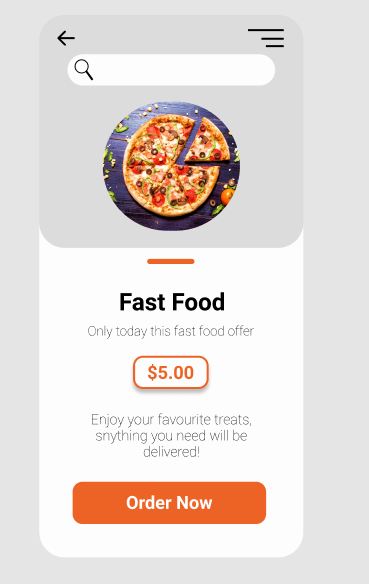 Fast Food
Only today this fast food offer
$5.00
Enjoy your favourite treats,
snything you need will be
delivered!
Order Now